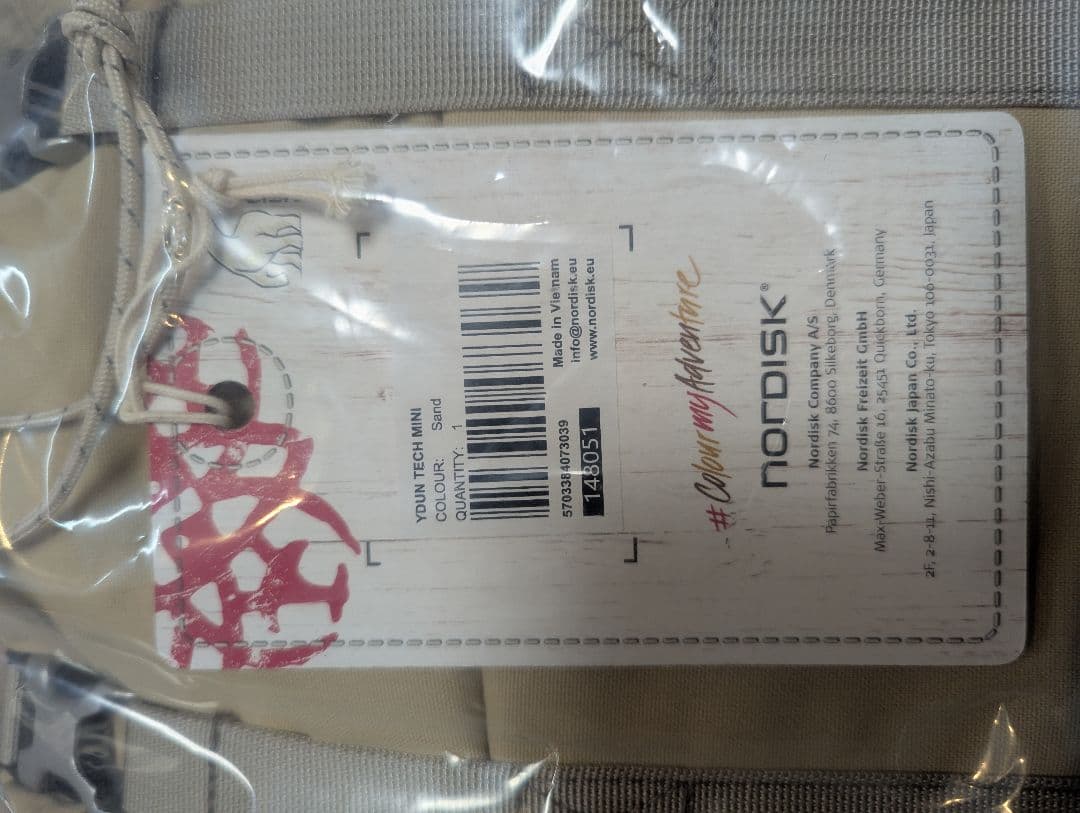 YDUN TECH MINI
COLOUR: Sand
QUANTITY: 1
5703384073039
148051
Made in Vietnam
info@nordisk.eu
www.nordisk.eu
#ColourmyAdventure
NORDISK®
Nordisk Company A/S
Papirfabrikken 74, 8600 Silkeborg, Denmark
Nordisk Freizeit GmbH
Max-Weber-Straße 16, 25451 Quickborn, Germany
Nordisk Japan Co., Ltd.
2F, 2-8-11, Nishi-Azabu Minato-ku, Tokyo 106-0031, Japan